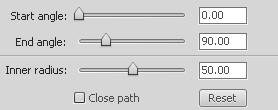 Start angle: 0.00
End angle: 90.00
Inner radius: 50.00
Close path Reset